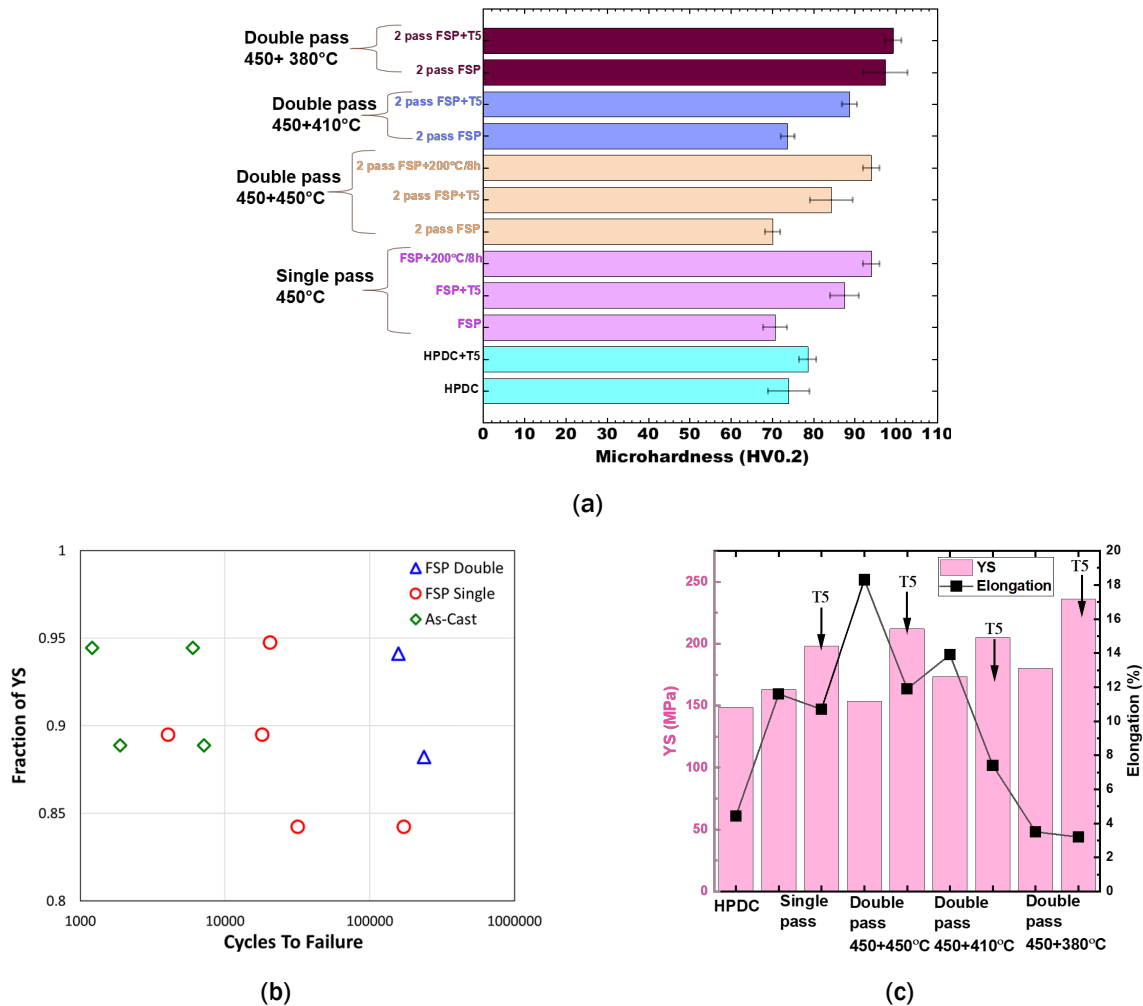 Double pass
450+ 380°C
2 pass FSP+T5
2 pass FSP
Double pass
450+410°C
2 pass FSP+T5
2 pass FSP
Double pass
450+450°C
2 pass FSP+200°C/8h
2 pass FSP+T5
2 pass FSP
Single pass
450°C
FSP+200°C/8h
FSP+T5
FSP
HPDC+T5
HPDC
0 10 20 30 40 50 60 70 80 90 100 110
Microhardness (HV0.2)
(a)
1
0.95
0.9
0.85
0.8
Fraction of YS
FSP Double
FSP Single
As-Cast
1000 10000 100000 1000000
Cycles To Failure
(b)
250
200
150
100
50
0
YS (MPa)
YS
Elongation
T5
T5
T5
T5
20
18
16
14
12
10
8
6
4
2
0
Elongation (%)
HPDC
Single
pass
Double
pass
450+450°C
Double
pass
450+410°C
Double
pass
450+380°C
(c)